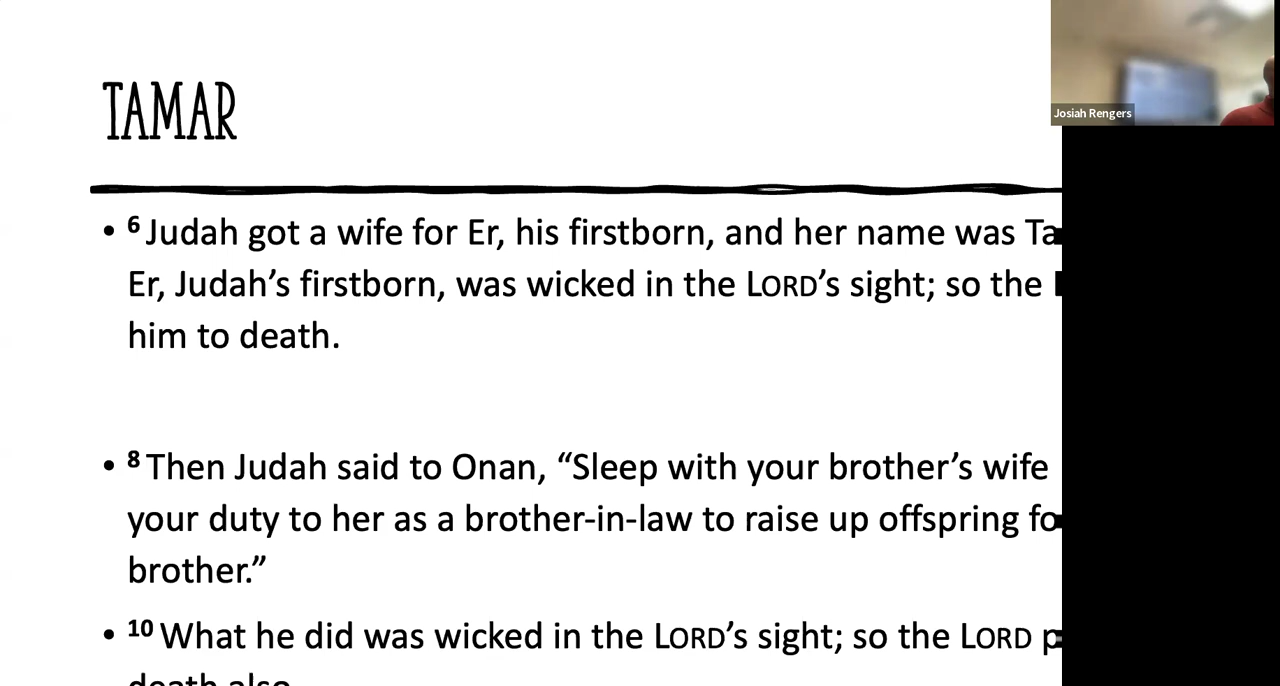 TAMAR
Josiah Rengers
• ⁶ Judah got a wife for Er, his firstborn, and her name was
Er, Judah’s firstborn, was wicked in the LORD’s sight; so the
him to death.
• ⁸ Then Judah said to Onan, “Sleep with your brother’s wife
your duty to her as a brother-in-law to raise up offspring
brother.”
• ¹⁰ What he did was wicked in the LORD’s sight; so the LORD
death also.